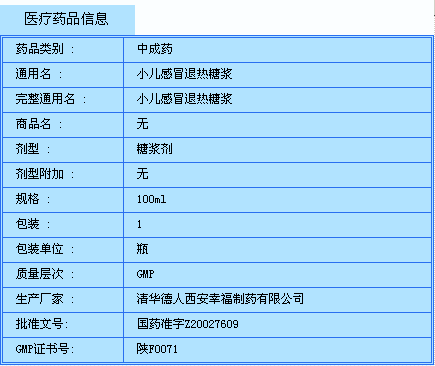 医疗药品信息
药品类别 : 中成药
通用名 : 小儿感冒退热糖浆
完整通用名 : 小儿感冒退热糖浆
商品名 : 无
剂型 : 糖浆剂
剂型附加 : 无
规格 : 100ml
包装 : 1
包装单位 : 瓶
质量层次 : GMP
生产厂家 : 清华德人西安幸福制药有限公司
批准文号: 国药准字Z20027609
GMP证书号: 陕F0071